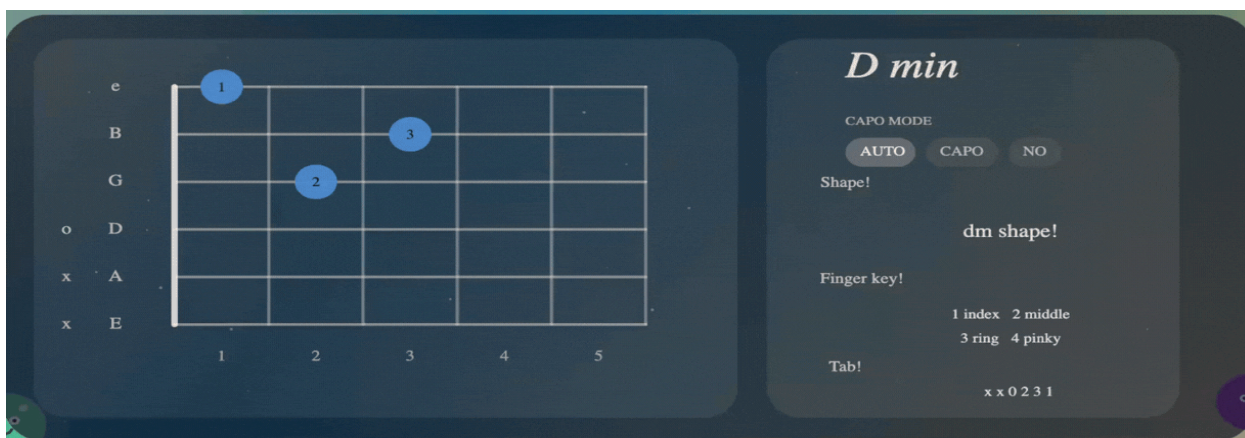 e 1
B 3
G 2
o D
x A
x E
1 2 3 4 5
D min
CAPO MODE
AUTO CAPO NO
Shape!
dm shape!
Finger key!
1 index 2 middle
3 ring 4 pinky
Tab!
x x 0 2 3 1